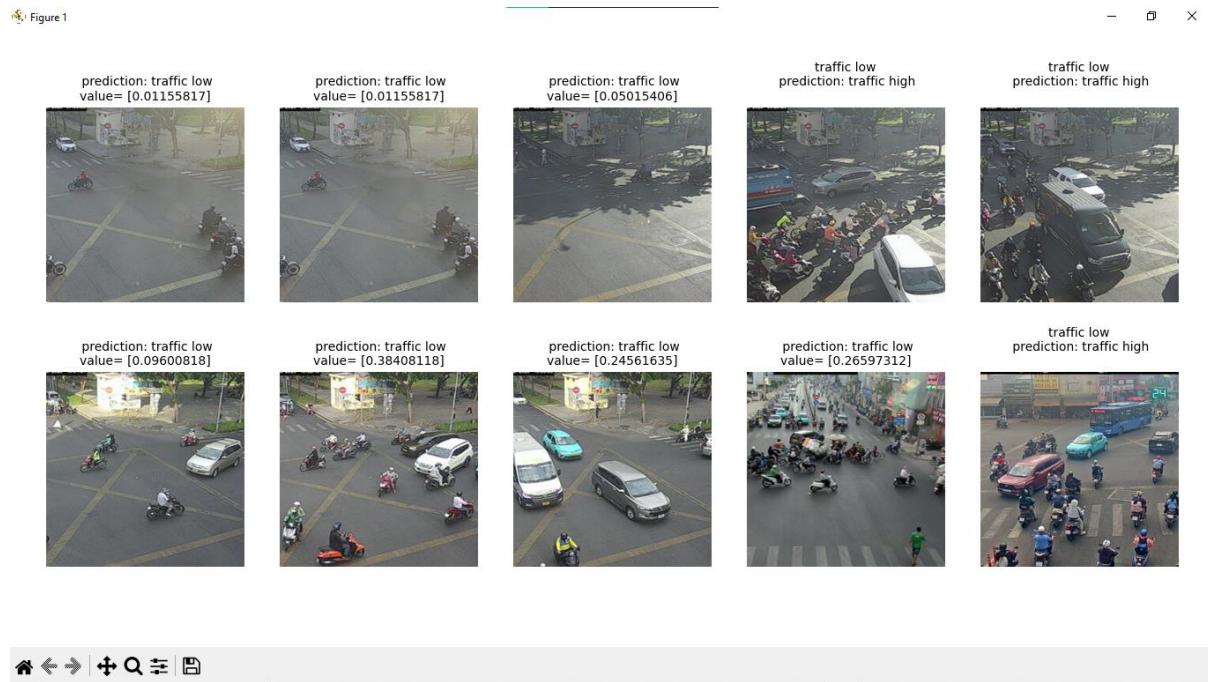 Figure 1
prediction: traffic low
value= [0.01155817]
prediction: traffic low
value= [0.01155817]
prediction: traffic low
value= [0.05015406]
traffic low
prediction: traffic high
traffic low
prediction: traffic high
prediction: traffic low
value= [0.09600818]
prediction: traffic low
value= [0.38408118]
prediction: traffic low
value= [0.24561635]
prediction: traffic low
value= [0.26597312]
traffic low
prediction: traffic high
24